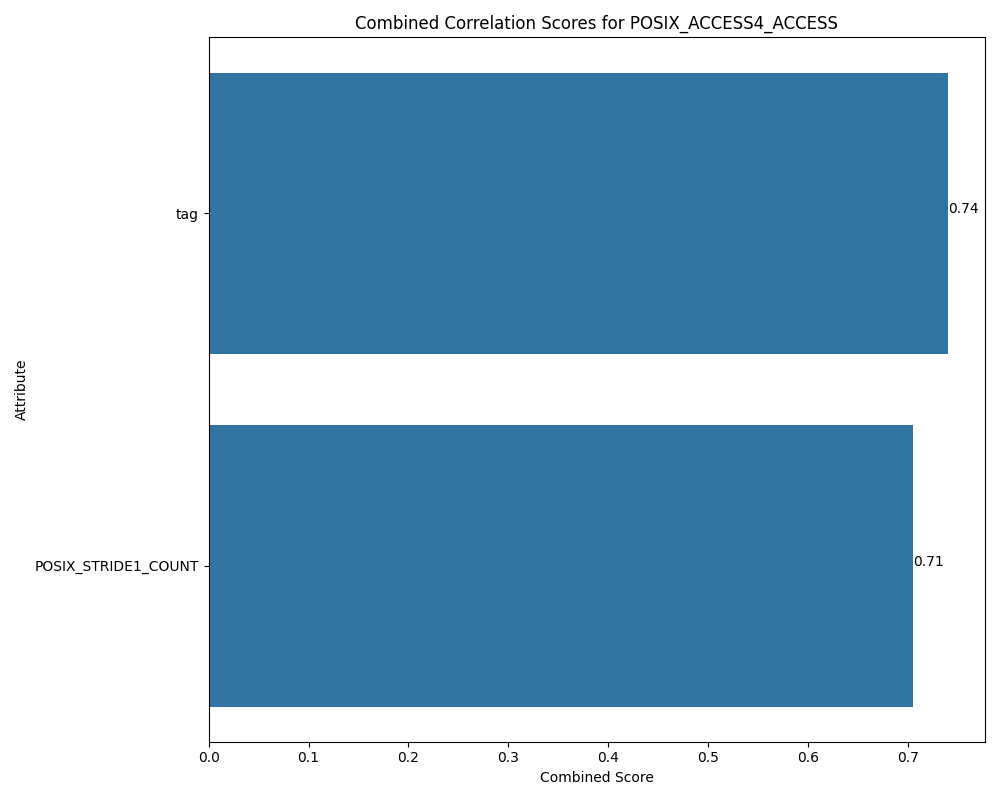 Combined Correlation Scores for POSIX_ACCESS4_ACCESS
tag
0.74
Attribute
POSIX_STRIDE1_COUNT
0.71
0.0 0.1 0.2 0.3 0.4 0.5 0.6 0.7
Combined Score